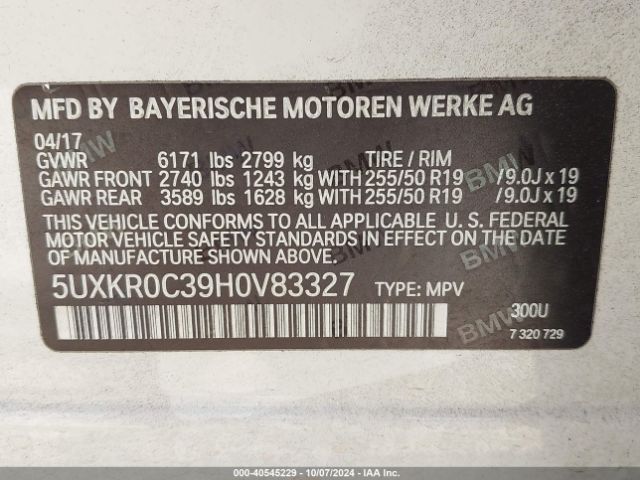 MFD BY BAYERISCHE MOTOREN WERKE AG
04/17
GVWR 6171 lbs 2799 kg TIRE / RIM
GAWR FRONT 2740 lbs 1243 kg WITH 255/50 R19 /9.0J x 19
GAWR REAR 3589 lbs 1628 kg WITH 255/50 R19 /9.0J x 19
THIS VEHICLE CONFORMS TO ALL APPLICABLE U. S. FEDERAL
MOTOR VEHICLE SAFETY STANDARDS IN EFFECT ON THE DATE
OF MANUFACTURE SHOWN ABOVE.
5UXKR0C39H0V83327 TYPE: MPV
300U
7 320 729
000-40545229 - 10/07/2024 - IAA Inc.